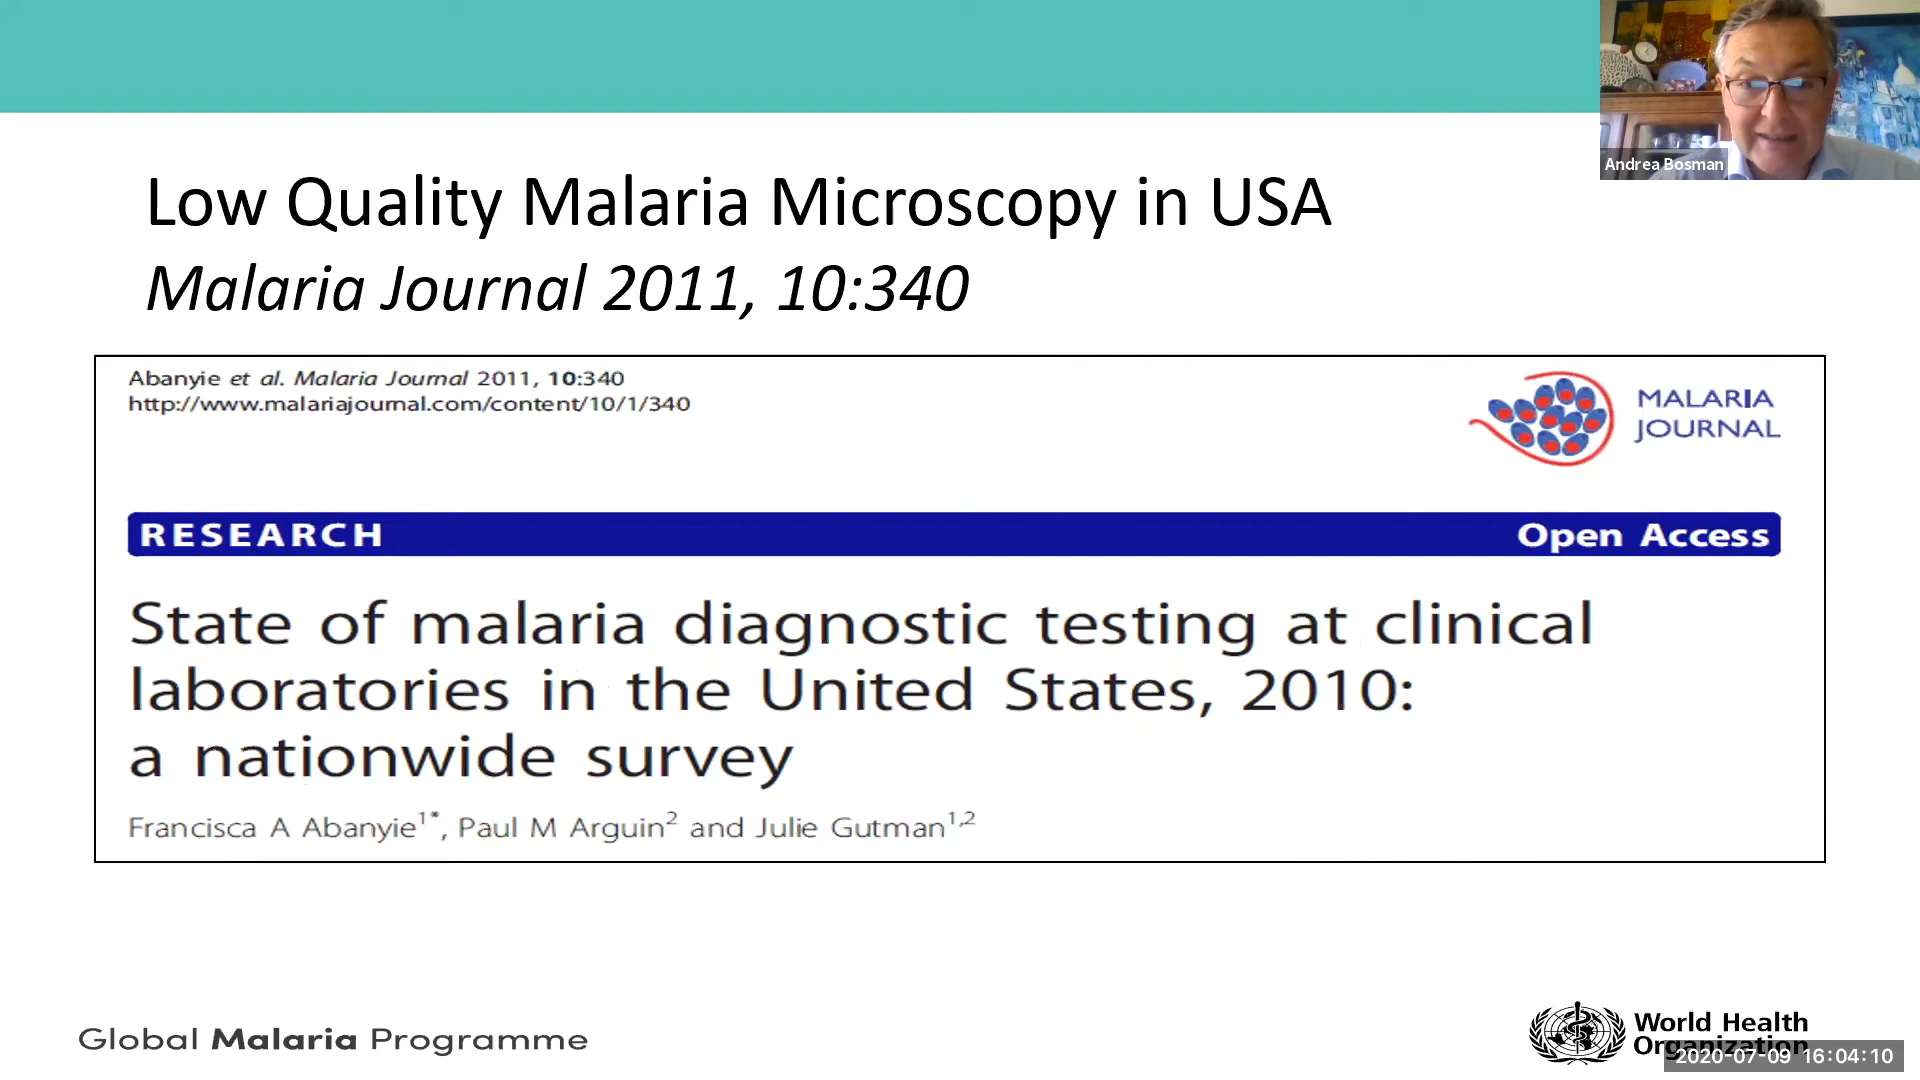 Andrea Bosman
Low Quality Malaria Microscopy in USA
Malaria Journal 2011, 10:340
Abanyie et al. Malaria Journal 2011, 10:340
http://www.malariajournal.com/content/10/1/340
MALARIA
JOURNAL
RESEARCH Open Access
State of malaria diagnostic testing at clinical
laboratories in the United States, 2010:
a nationwide survey
Francisca A Abanyie1*, Paul M Arguin2 and Julie Gutman1,2
Global Malaria Programme
World Health
Organization
2020-07-09 16:04:10